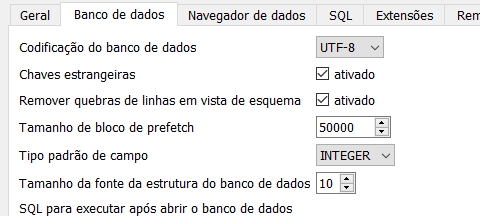 Geral Banco de dados Navegador de dados SQL Extensões Rem
Codificação do banco de dados UTF-8
Chaves estrangeiras ativado
Remover quebras de linhas em vista de esquema ativado
Tamanho de bloco de prefetch 50000
Tipo padrão de campo INTEGER
Tamanho da fonte da estrutura do banco de dados 10
SQL para executar após abrir o banco de dados